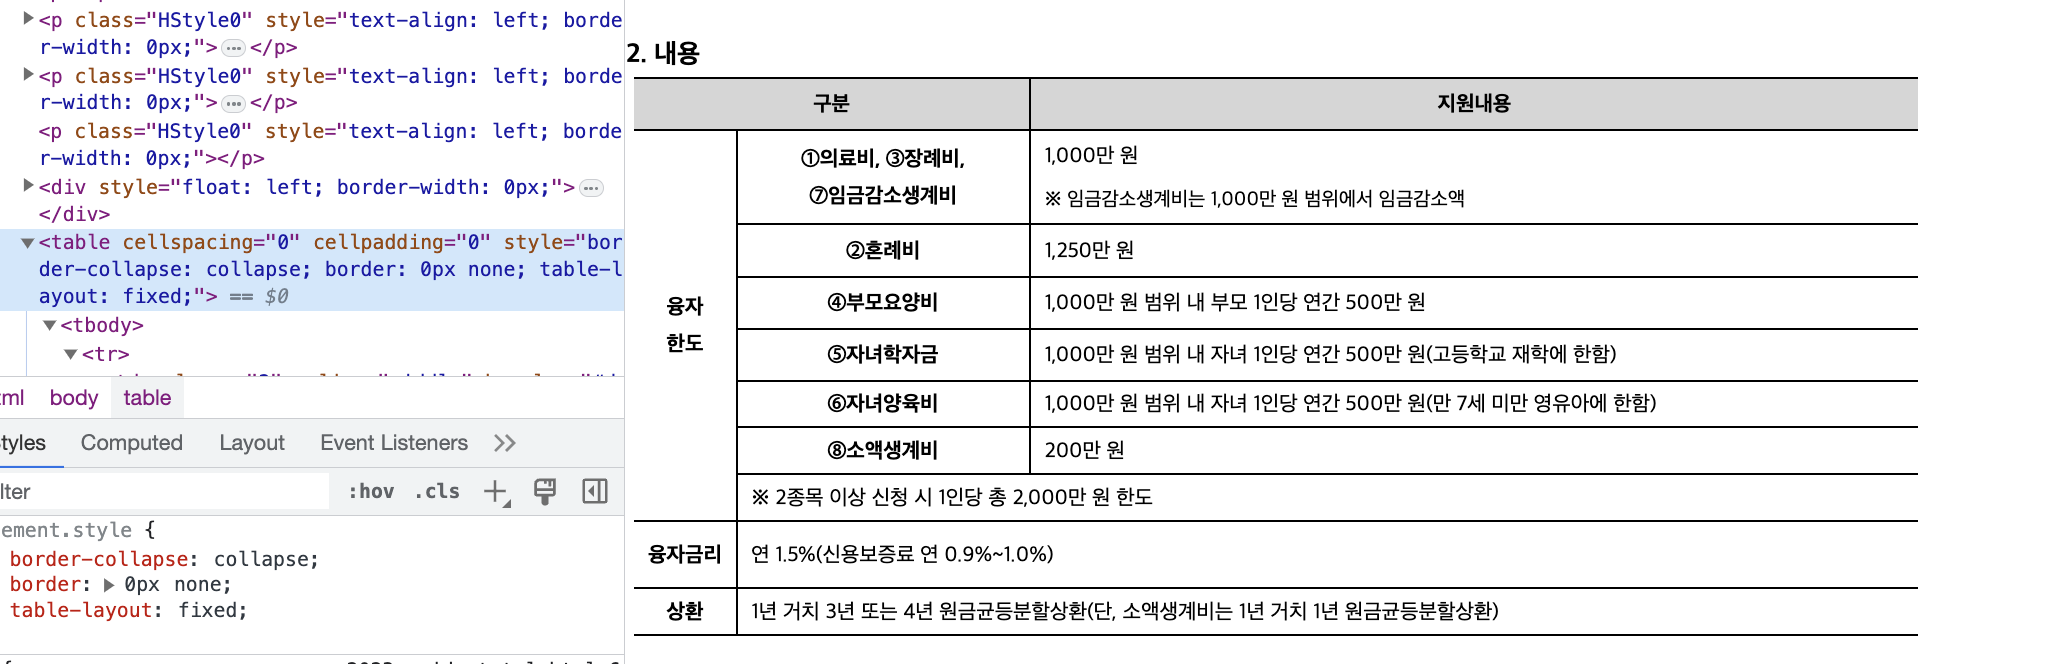 <p class="HStyle0" style="text-align: left; borde
r-width: 0px;">…</p>
<p class="HStyle0" style="text-align: left; borde
r-width: 0px;">…</p>
<p class="HStyle0" style="text-align: left; borde
r-width: 0px;"></p>
<div style="float: left; border-width: 0px;">…
</div>
<table cellspacing="0" cellpadding="0" style="bor
der-collapse: collapse; border: 0px none; table-l
ayout: fixed;"> == $0
<tbody>
<tr>
tml body table
tyles Computed Layout Event Listeners
lter :hov .cls
ement.style {
border-collapse: collapse;
border: 0px none;
table-layout: fixed;
2. 내용
구분 지원내용
융자
한도
①의료비, ③장례비,
⑦임금감소생계비
1,000만 원
※ 임금감소생계비는 1,000만 원 범위에서 임금감소액
②혼례비 1,250만 원
④부모요양비 1,000만 원 범위 내 부모 1인당 연간 500만 원
⑤자녀학자금 1,000만 원 범위 내 자녀 1인당 연간 500만 원(고등학교 재학에 한함)
⑥자녀양육비 1,000만 원 범위 내 자녀 1인당 연간 500만 원(만 7세 미만 영유아에 한함)
⑧소액생계비 200만 원
※ 2종목 이상 신청 시 1인당 총 2,000만 원 한도
융자금리 연 1.5%(신용보증료 연 0.9%~1.0%)
상환 1년 거치 3년 또는 4년 원금균등분할상환(단, 소액생계비는 1년 거치 1년 원금균등분할상환)